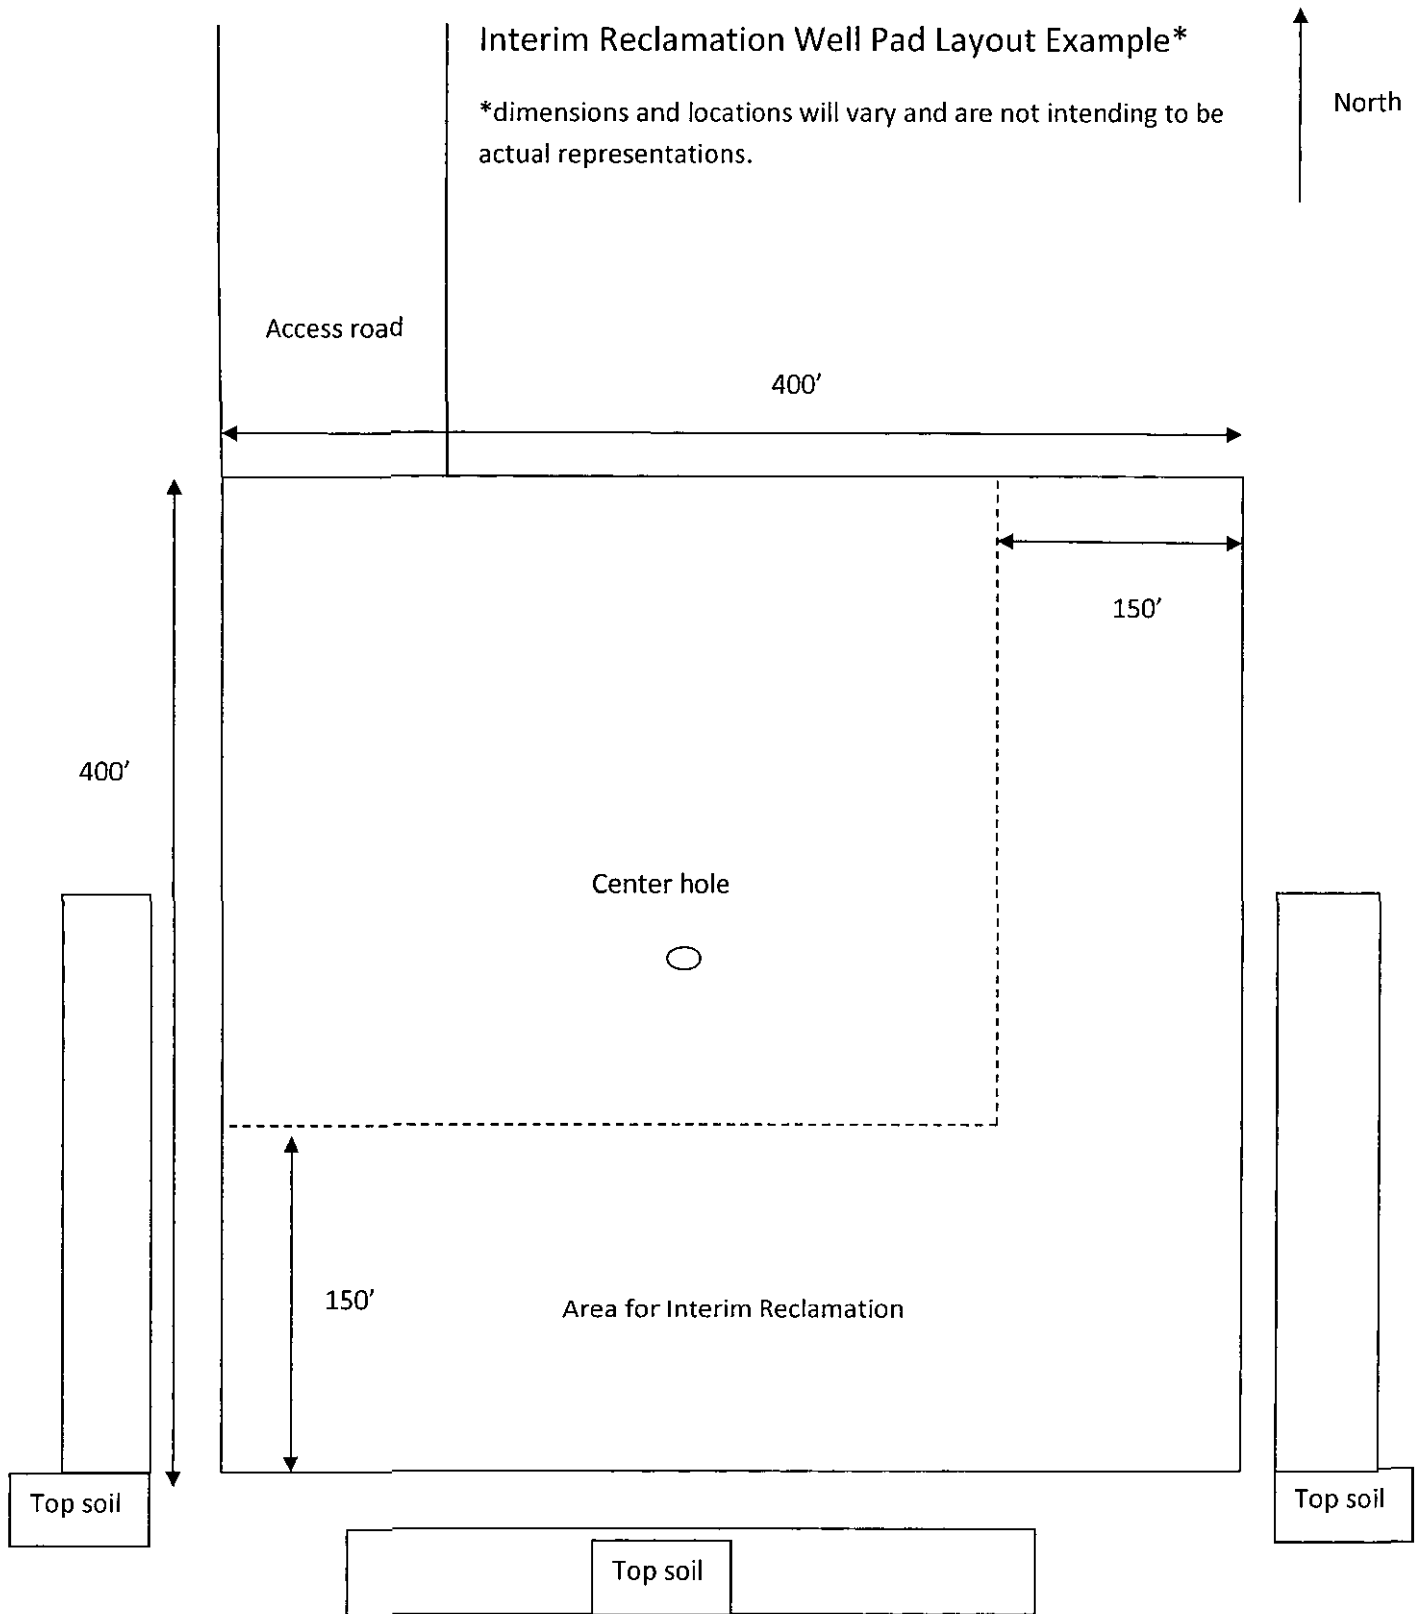 Interim Reclamation Well Pad Layout Example*
North
*dimensions and locations will vary and are not intending to be
actual representations.
Access road
400’
150’
400’
Center hole
150’
Area for Interim Reclamation
Top soil
Top soil
Top soil